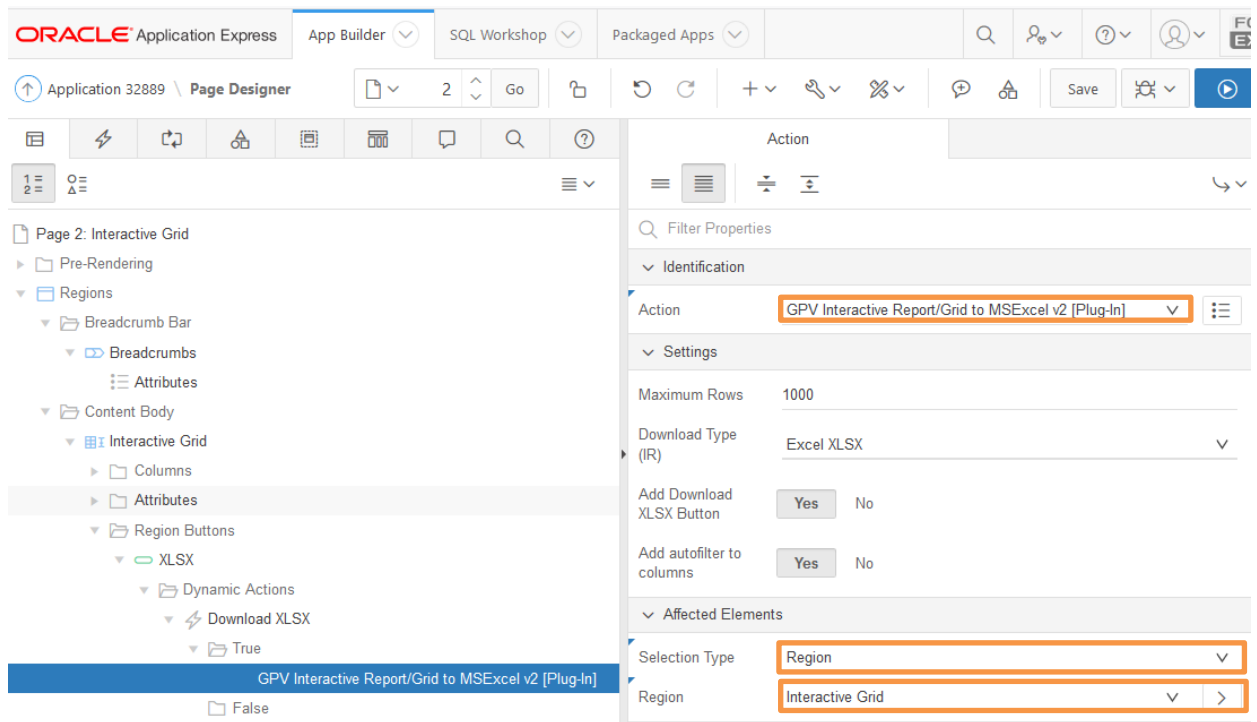 ORACLE Application Express
App Builder
SQL Workshop
Packaged Apps
Application 32889 \ Page Designer
2
Go
Save
Action
Page 2: Interactive Grid
Pre-Rendering
Regions
Breadcrumb Bar
Breadcrumbs
Attributes
Content Body
Interactive Grid
Columns
Attributes
Region Buttons
XLSX
Dynamic Actions
Download XLSX
True
GPV Interactive Report/Grid to MSExcel v2 [Plug-In]
False
Filter Properties
Identification
Action GPV Interactive Report/Grid to MSExcel v2 [Plug-In]
Settings
Maximum Rows 1000
Download Type
(IR)
Excel XLSX
Add Download
XLSX Button
Yes No
Add autofilter to
columns
Yes No
Affected Elements
Selection Type Region
Region Interactive Grid